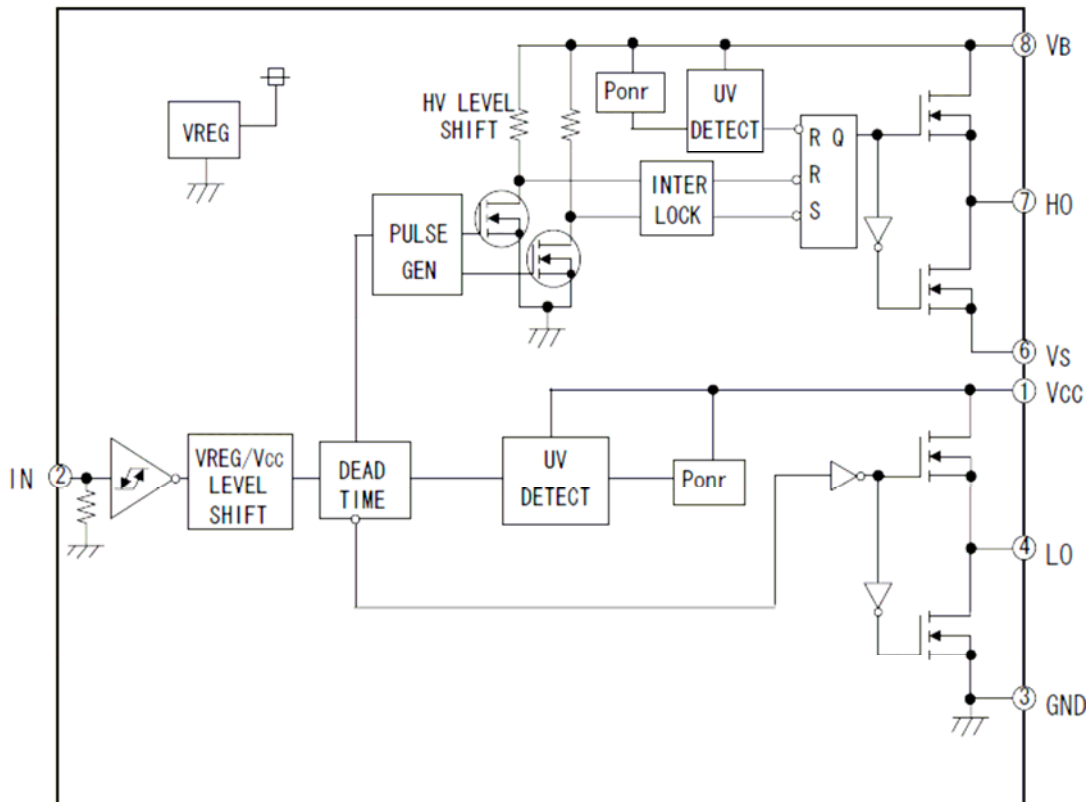 8 VB
HV LEVEL
SHIFT
Ponr
UV
DETECT
VREG
R Q
R
S
INTER
LOCK
7 HO
PULSE
GEN
6 VS
1 VCC
IN 2
VREG/VCC
LEVEL
SHIFT
DEAD
TIME
UV
DETECT
Ponr
4 LO
3 GND